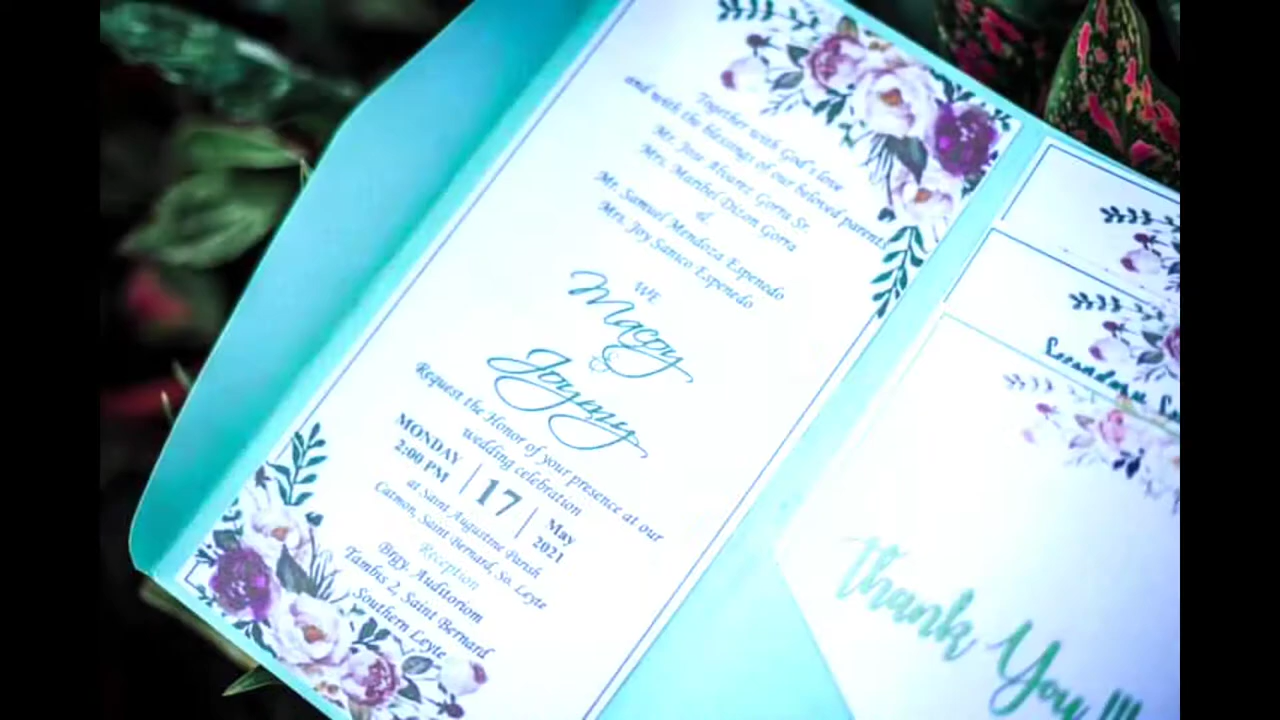 Together with God's love
and with the blessings of our beloved parent
Mr. Jose Alvarez Gorra Sr.
Mrs. Maribel Dizon Gorra
&
Mr. Samuel Mendoza Espenedo
Mrs. Joy Sanico Espenedo
WE
Macoy
&
Joymy
Request the Honor of your presence at our
wedding celebration
MONDAY
2:00 PM
17
May
2021
at Saint Augustine Parish
Catmon, Saint Bernard, So. Leyte
Reception
Brgy. Auditoriom
Tambis 2, Saint Bernard
Southern Leyte
Thank You!!!